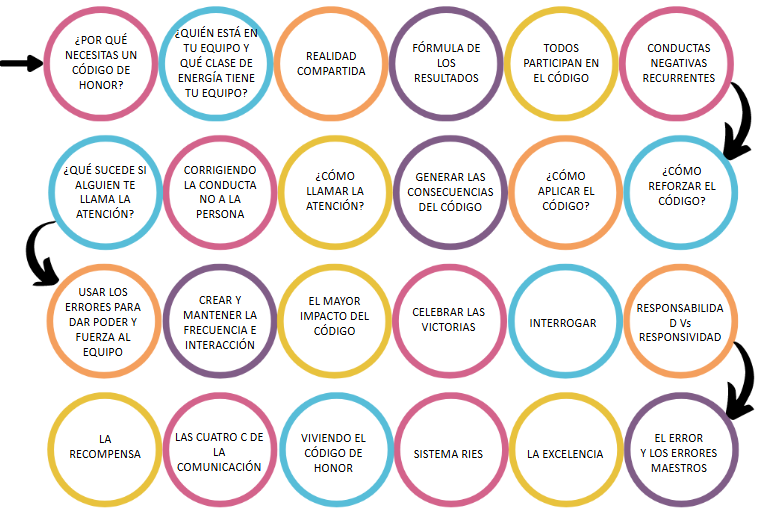 ¿POR QUÉ
NECESITAS UN
CÓDIGO DE
HONOR?
¿QUIÉN ESTÁ EN
TU EQUIPO Y
QUÉ CLASE DE
ENERGÍA TIENE
TU EQUIPO?
REALIDAD
COMPARTIDA
FÓRMULA DE
LOS
RESULTADOS
TODOS
PARTICIPAN EN
EL CÓDIGO
CONDUCTAS
NEGATIVAS
RECURRENTES
¿CÓMO
REFORZAR EL
CÓDIGO?
¿CÓMO
APLICAR EL
CÓDIGO?
GENERAR LAS
CONSECUENCIAS
DEL CÓDIGO
¿CÓMO
LLAMAR LA
ATENCIÓN?
CORRIGIENDO
LA CONDUCTA
NO A LA
PERSONA
¿QUÉ SUCEDE SI
ALGUIEN TE
LLAMA LA
ATENCIÓN?
USAR LOS
ERRORES PARA
DAR PODER Y
FUERZA AL
EQUIPO
CREAR Y
MANTENER LA
FRECUENCIA E
INTERACCIÓN
EL MAYOR
IMPACTO DEL
CÓDIGO
CELEBRAR LAS
VICTORIAS
INTERROGAR
RESPONSABILIDA
D Vs
RESPONSIVIDAD
EL ERROR
Y LOS ERRORES
MAESTROS
LA EXCELENCIA
SISTEMA RIES
VIVIENDO EL
CÓDIGO DE
HONOR
LAS CUATRO C DE
LA
COMUNICACIÓN
LA
RECOMPENSA